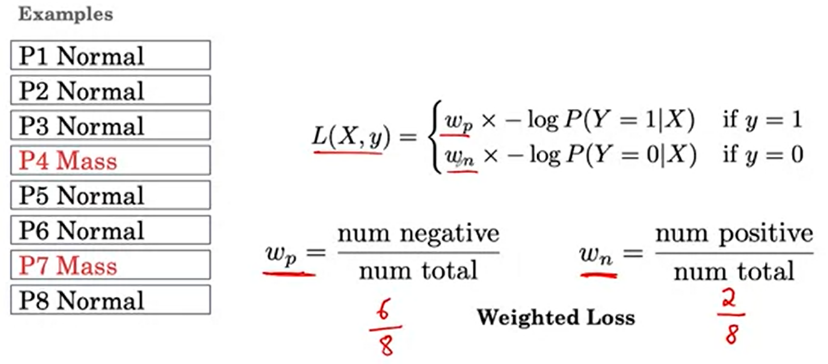 Examples
P1 Normal
P2 Normal
P3 Normal
P4 Mass
P5 Normal
P6 Normal
P7 Mass
P8 Normal
L(X, y) = { w_p × − log P(Y = 1|X) if y = 1
w_n × − log P(Y = 0|X) if y = 0
w_p = num negative / num total
6/8
w_n = num positive / num total
2/8
Weighted Loss